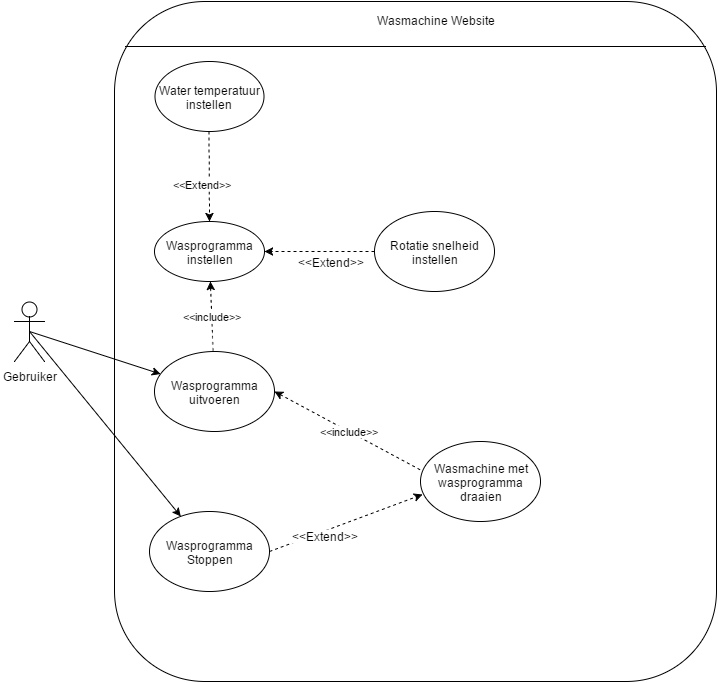 Wasmachine Website
Water temperatuur
instellen
<<Extend>>
Wasprogramma
instellen
Rotatie snelheid
instellen
<<Extend>>
<<include>>
Gebruiker
Wasprogramma
uitvoeren
<<include>>
Wasmachine met
wasprogramma
draaien
<<Extend>>
Wasprogramma
Stoppen